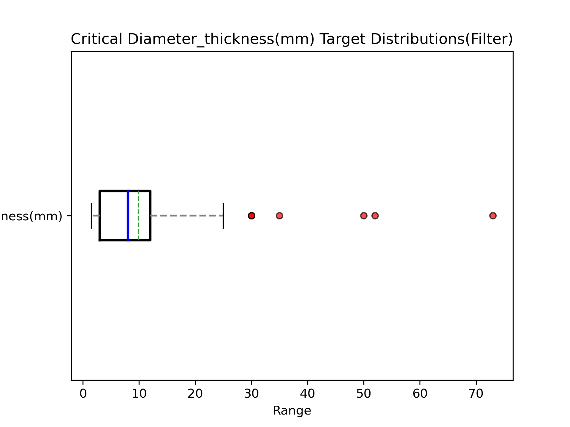 Critical Diameter_thickness(mm) Target Distributions(Filter)
ness(mm)
0 10 20 30 40 50 60 70
Range